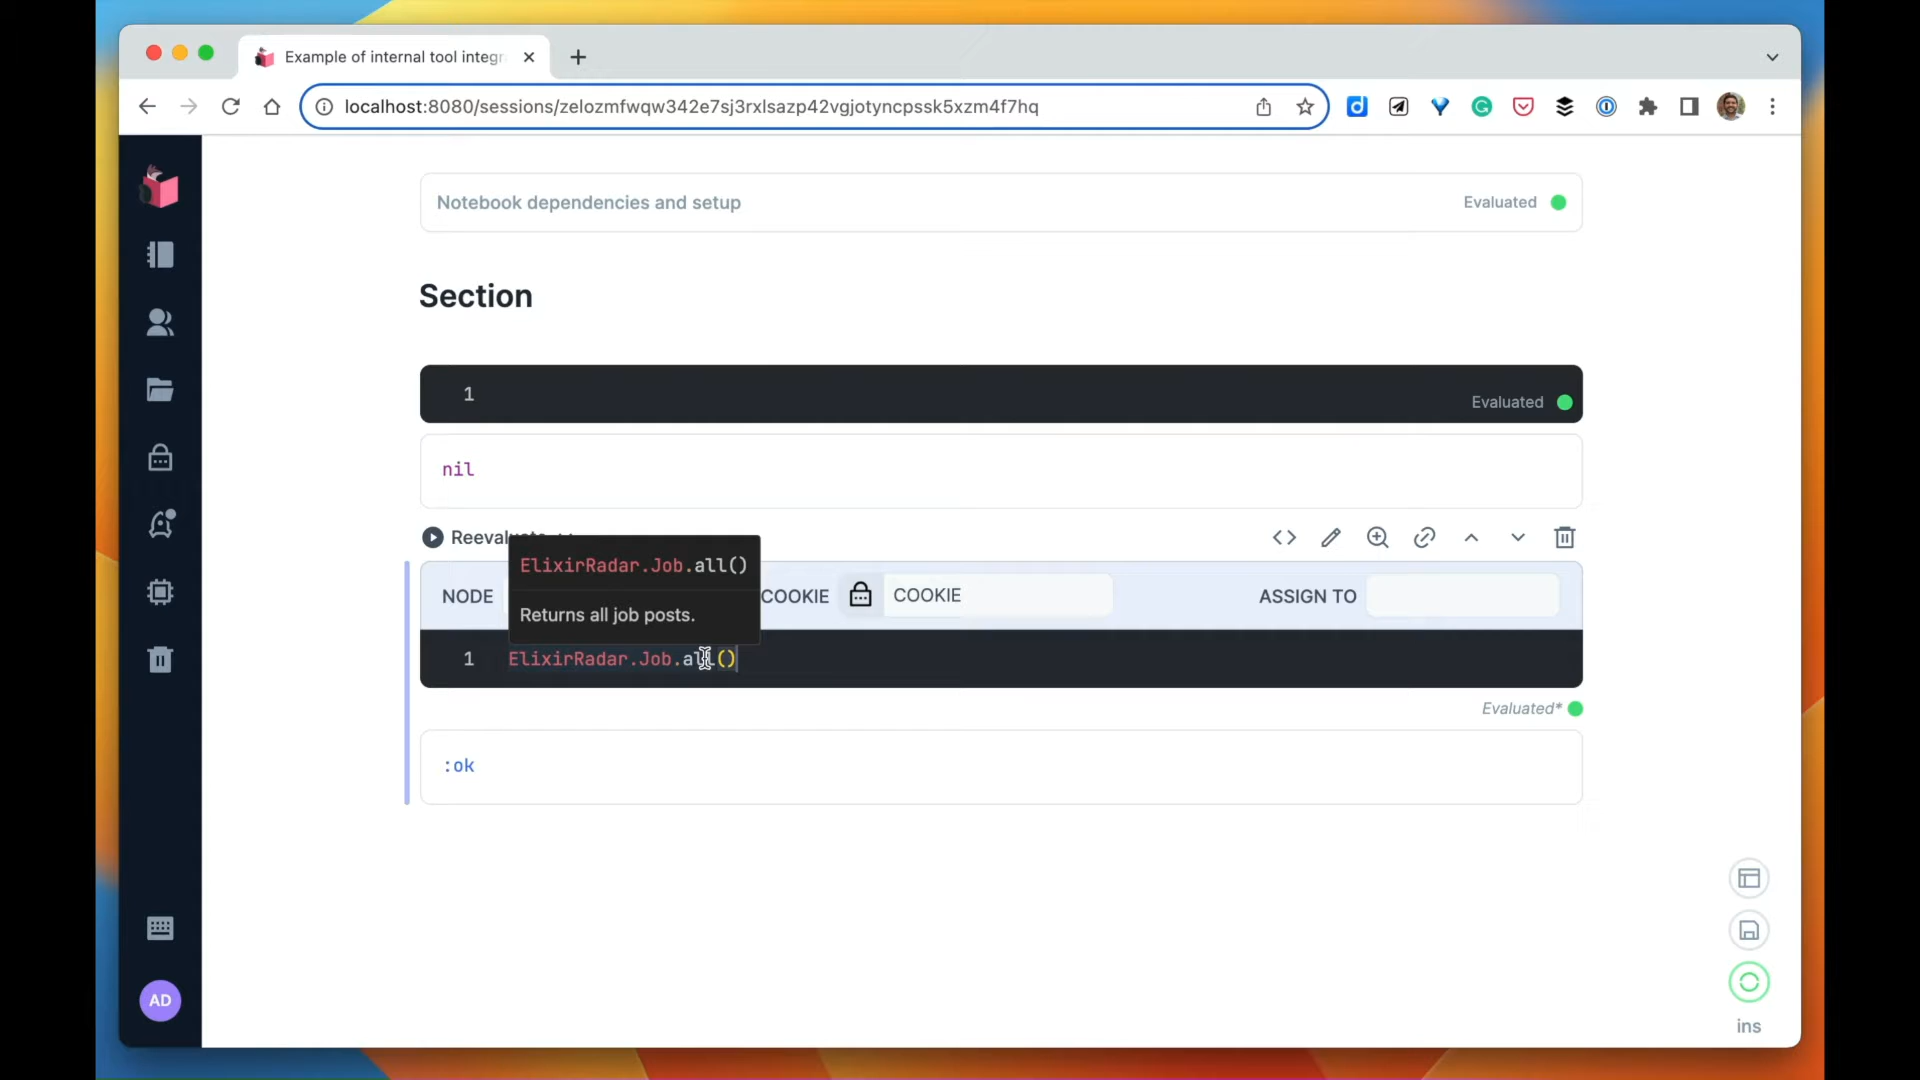 Example of internal tool integr
localhost:8080/sessions/zelozmfwqw342e7sj3rxlsazp42vgjotyncpssk5xzm4f7hq
Notebook dependencies and setup
Evaluated
Section
1
Evaluated
nil
ElixirRadar.Job.all()
Returns all job posts.
NODE
COOKIE
COOKIE
ASSIGN TO
1 ElixirRadar.Job.all()
Evaluated*
:ok
AD
ins